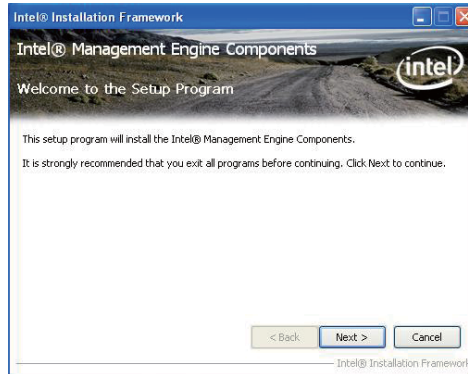 Intel® Installation Framework
Intel® Management Engine Components
Welcome to the Setup Program
intel
This setup program will install the Intel® Management Engine Components.
It is strongly recommended that you exit all programs before continuing. Click Next to continue.
< Back
Next >
Cancel
Intel® Installation Framework